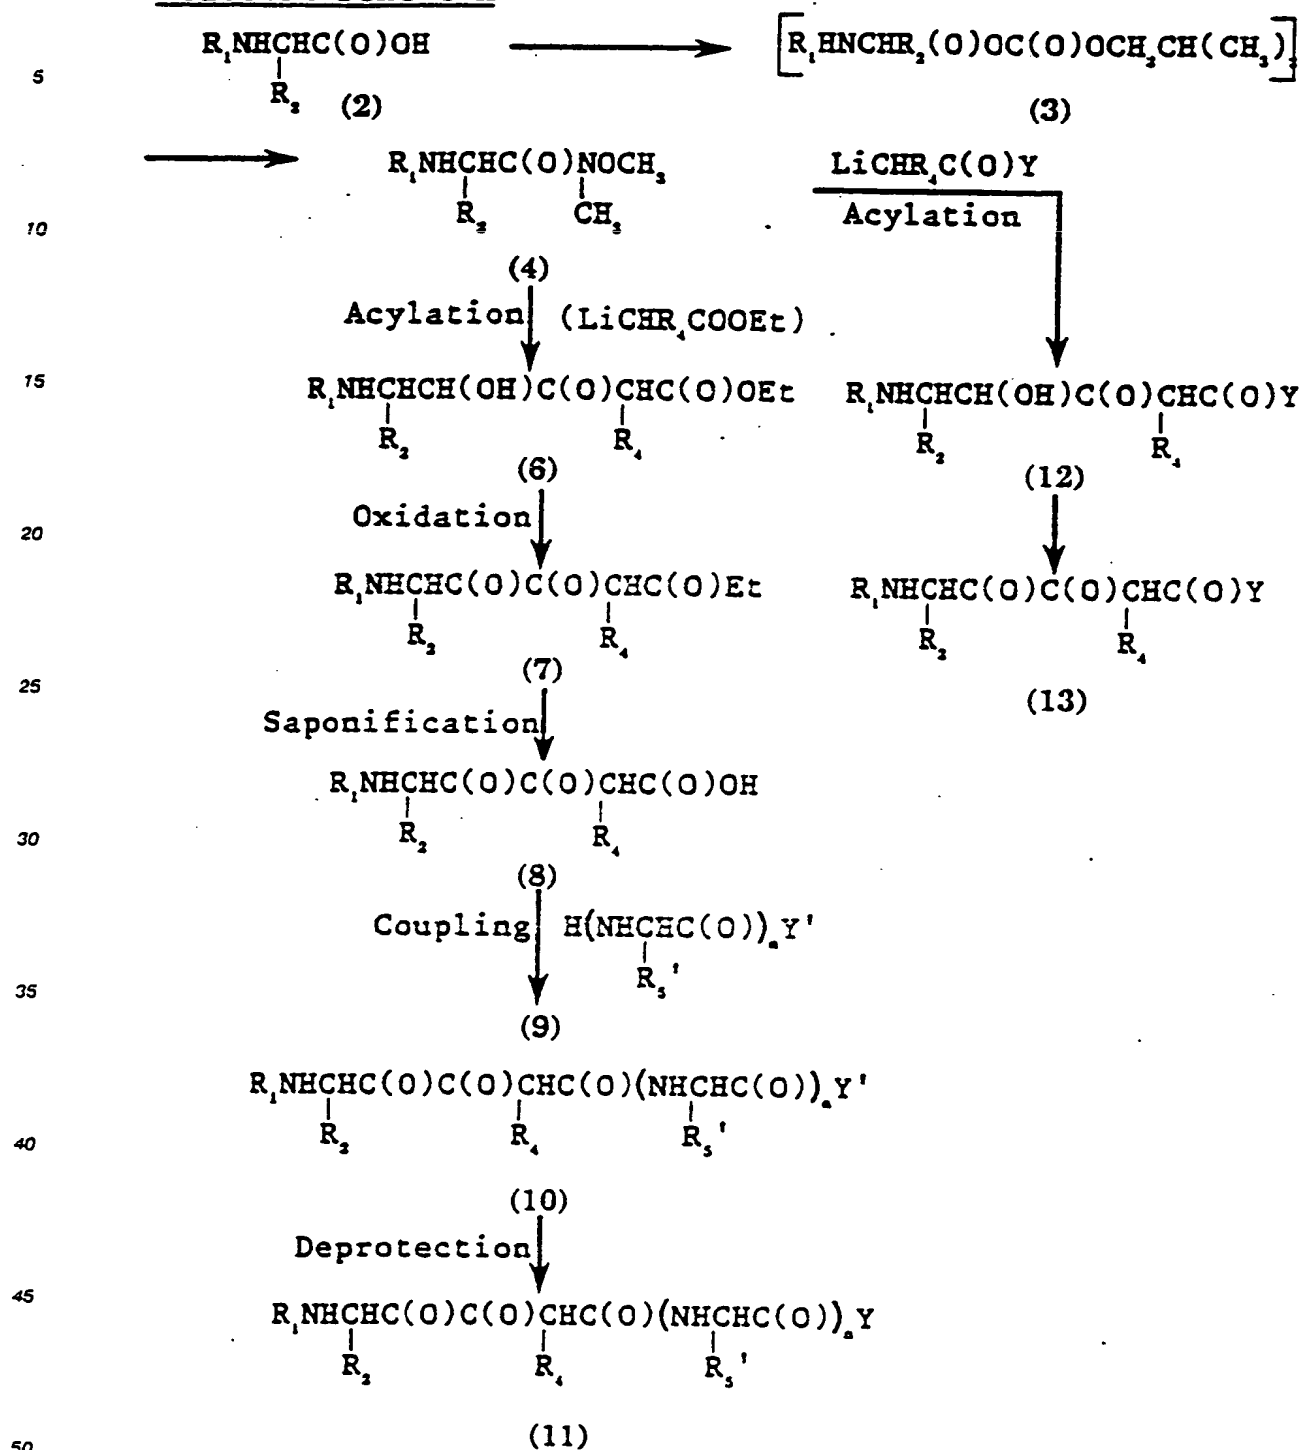 R₁NHCHC(O)OH [R₁HNCHR₂(O)OC(O)OCH₂CH(CH₃)₂]
5
R₂ (2) (3)
R₁NHCHC(O)NOCH₃ LiCHR₄C(O)Y
R₂ CH₃ Acylation
10
(4)
Acylation (LiCHR₄COOEt)
15
R₁NHCHCH(OH)C(O)CHC(O)OEt R₁NHCHCH(OH)C(O)CHC(O)Y
R₂ R₄ R₂ R₄
(6) (12)
Oxidation
20
R₁NHCHC(O)C(O)CHC(O)Et R₁NHCHC(O)C(O)CHC(O)Y
R₂ R₄ R₂ R₄
(7)
25
(13)
Saponification
R₁NHCHC(O)C(O)CHC(O)OH
R₂ R₄
30
(8)
Coupling H(NHCHC(O))ₙY'
R₅'
35
(9)
R₁NHCHC(O)C(O)CHC(O)(NHCHC(O))ₙY'
R₂ R₄ R₅'
40
(10)
Deprotection
45
R₁NHCHC(O)C(O)CHC(O)(NHCHC(O))ₙY
R₂ R₄ R₅'
(11)
50